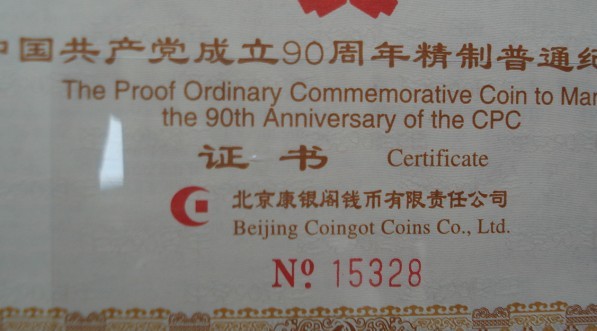 中国共产党成立90周年精制普通纪
The Proof Ordinary Commemorative Coin to Mar
the 90th Anniversary of the CPC
证书 Certificate
北京康银阁钱币有限责任公司
Beijing Coingot Coins Co., Ltd.
Nº 15328